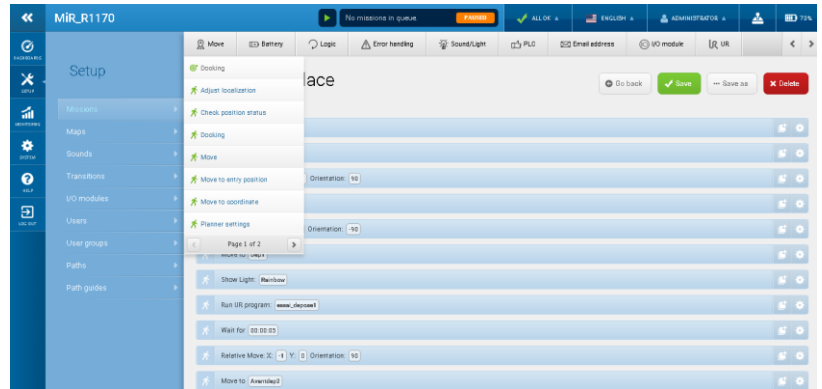 MiR_R1170
No missions in queue.
PAUSED
ALL OK
ENGLISH
ADMINISTRATOR
73%
DASHBOARD
SETUP
MONITORING
SYSTEM
HELP
LOG OUT
Setup
Missions
Maps
Sounds
Transitions
I/O modules
Users
User groups
Paths
Path guides
Move
Battery
Logic
Error handling
Sound/Light
PLC
Email address
I/O module
UR
Docking
Adjust localization
Check position status
Docking
Move
Move to entry position
Move to coordinate
Planner settings
Page 1 of 2
lace
Go back
Save
Save as
Delete
Orientation: 90
Orientation: -90
Move to Dep1
Show Light: Rainbow
Run UR program:
Wait for 00:00:05
Relative Move: X: -1 Y: 0 Orientation: 90
Move to Avantdep2